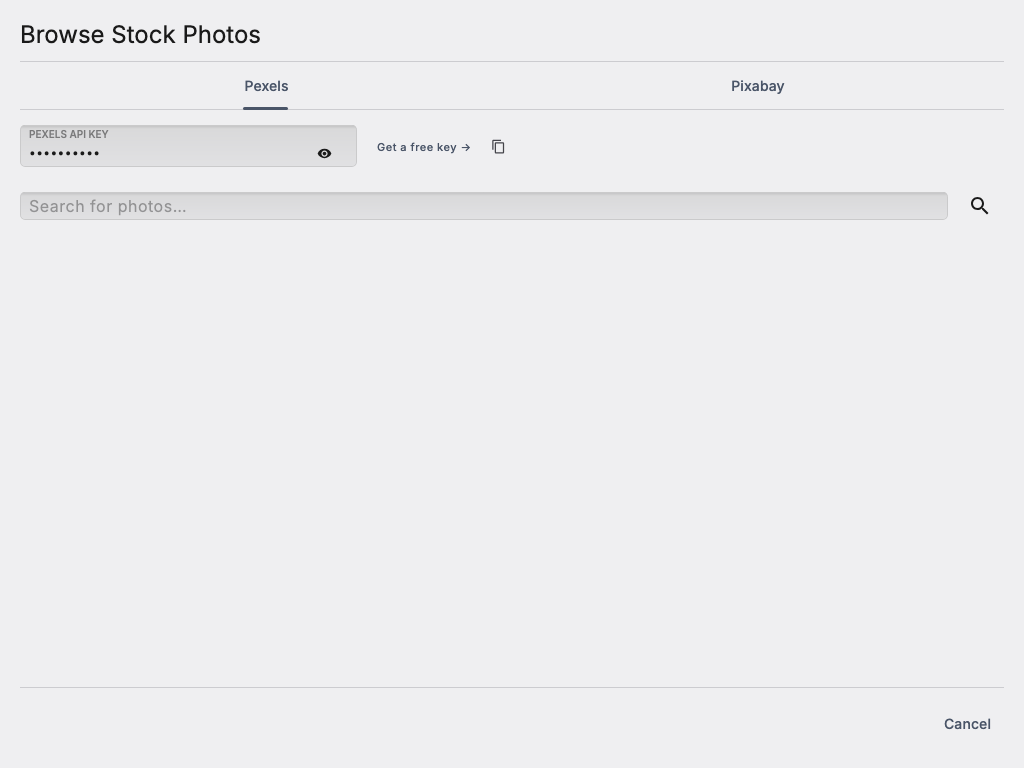 Browse Stock Photos
Pexels
Pixabay
PEXELS API KEY
••••••••••
Get a free key →
Search for photos...
Cancel